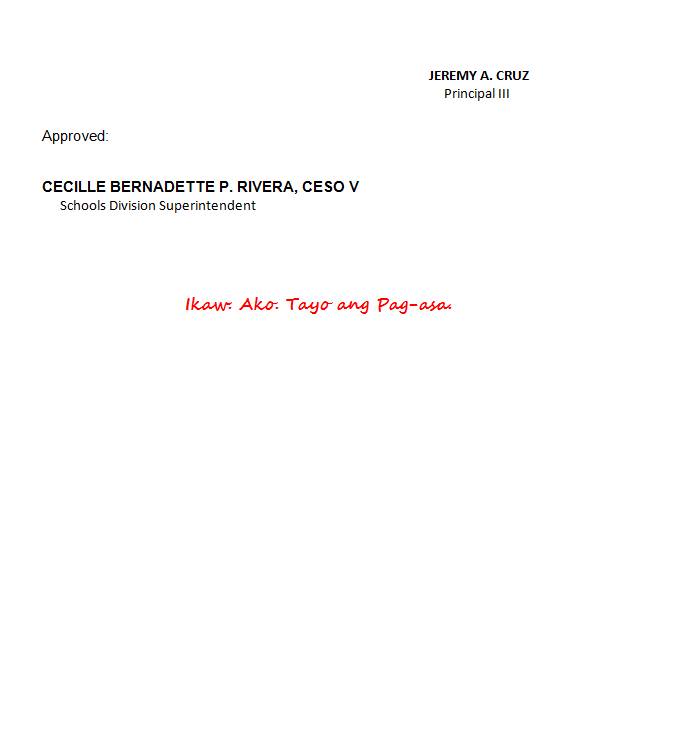 JEREMY A. CRUZ
Principal III
Approved:
CECILLE BERNADETTE P. RIVERA, CESO V
Schools Division Superintendent
Ikaw. Ako. Tayo ang Pag-asa.